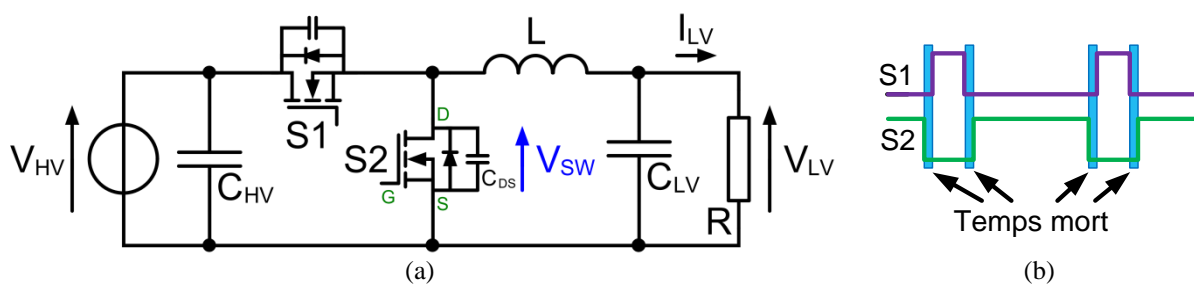 V_HV
C_HV
S1
L
I_LV
D
S2
G
S
C_DS
V_SW
C_LV
R
V_LV
(a)
S1
S2
Temps mort
(b)